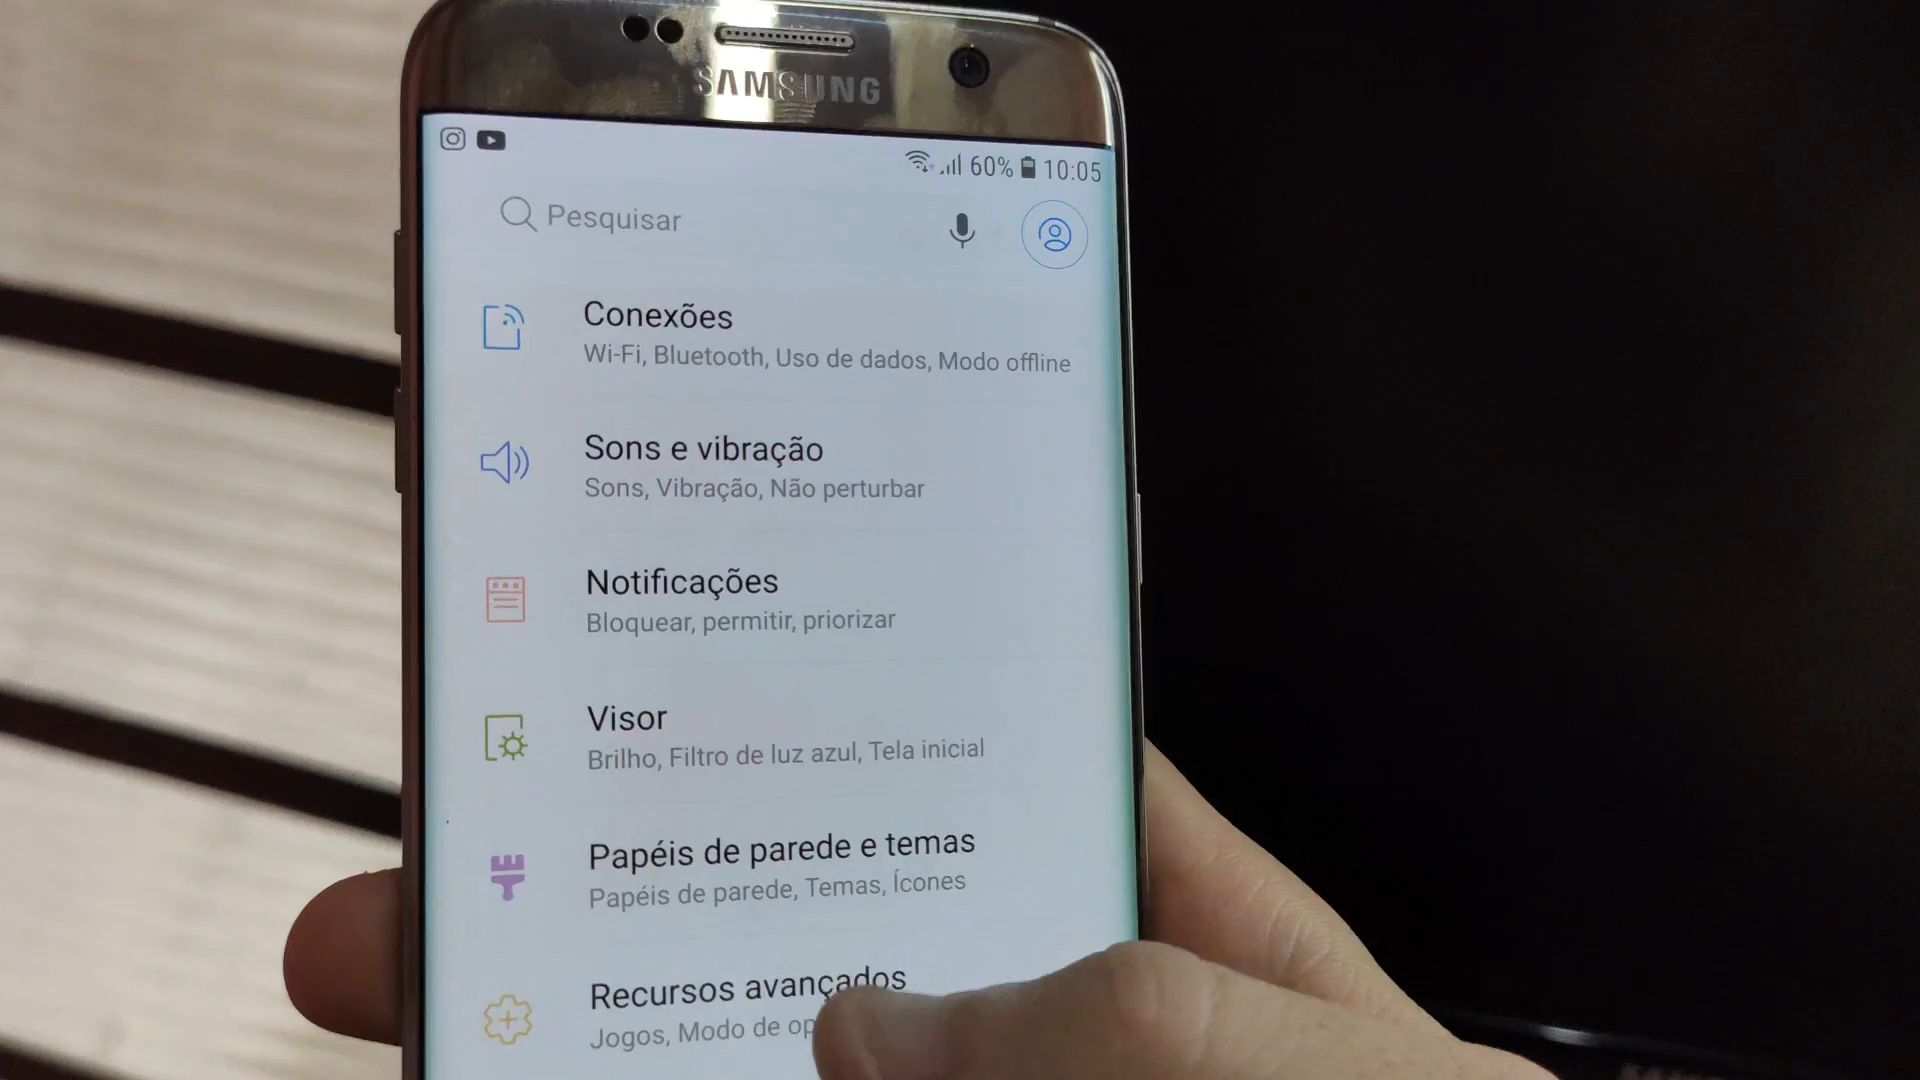 SAMSUNG
60% 10:05
Pesquisar
Conexões
Wi-Fi, Bluetooth, Uso de dados, Modo offline
Sons e vibração
Sons, Vibração, Não perturbar
Notificações
Bloquear, permitir, priorizar
Visor
Brilho, Filtro de luz azul, Tela inicial
Papéis de parede e temas
Papéis de parede, Temas, Ícones
Recursos avançados
Jogos, Modo de